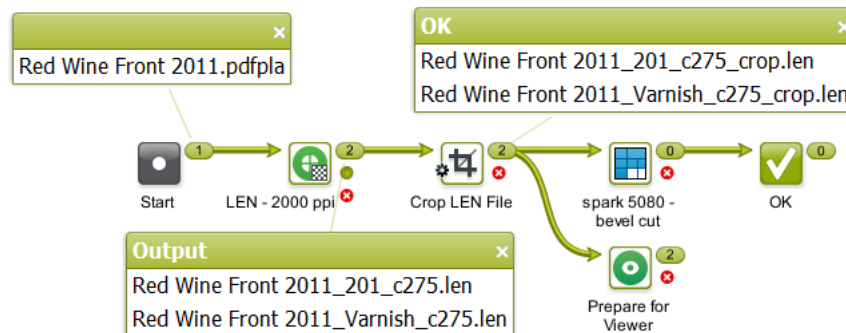 Red Wine Front 2011.pdfpla
OK
Red Wine Front 2011_201_c275_crop.len
Red Wine Front 2011_Varnish_c275_crop.len
1
2
2
0
0
Start
LEN - 2000 ppi
Crop LEN File
spark 5080 -
bevel cut
OK
Output
Red Wine Front 2011_201_c275.len
Red Wine Front 2011_Varnish_c275.len
2
Prepare for
Viewer